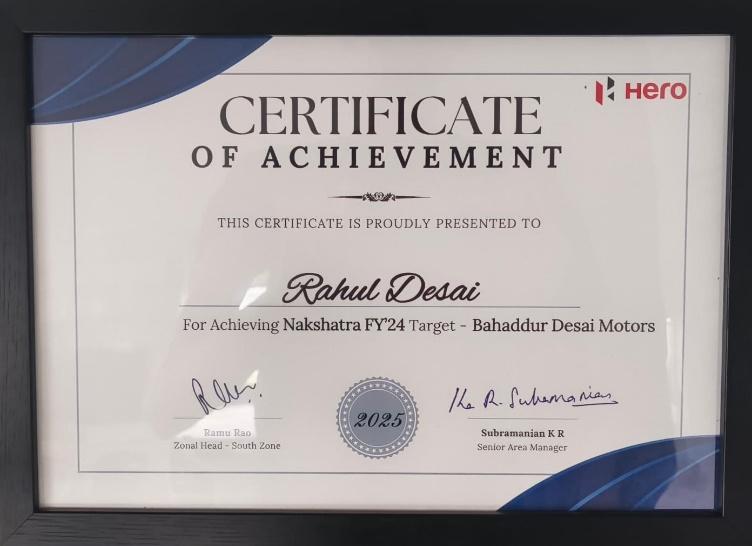 Hero
CERTIFICATE
OF ACHIEVEMENT
THIS CERTIFICATE IS PROUDLY PRESENTED TO
Rahul Desai
For Achieving Nakshatra FY'24 Target - Bahaddur Desai Motors
2025
Ramu Rao
Zonal Head - South Zone
Subramanian K R
Senior Area Manager